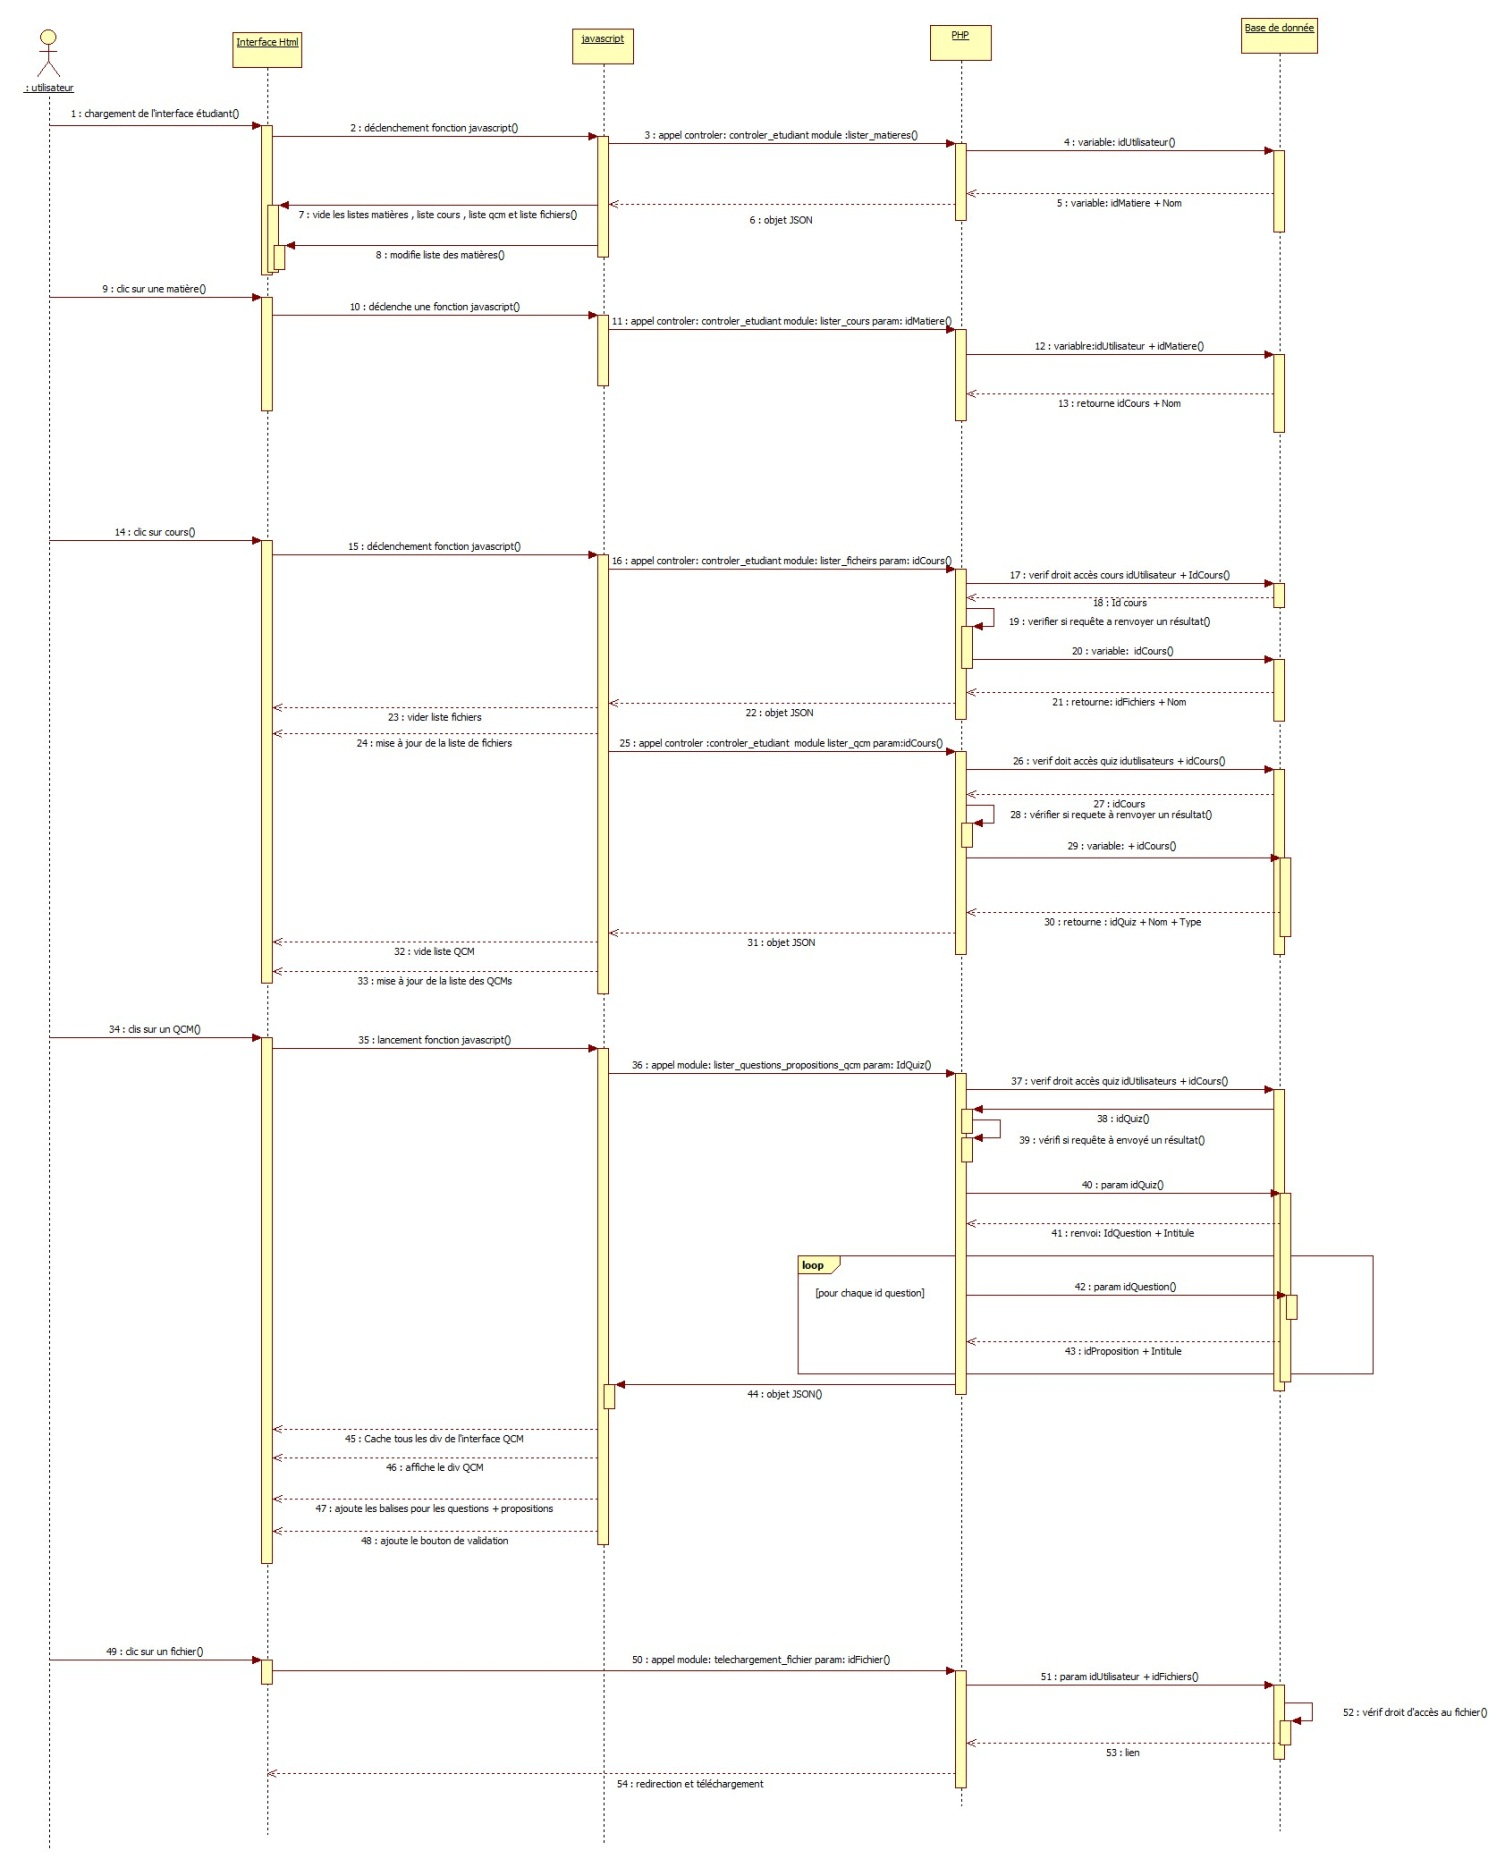 : utilisateur
Interface Html
javascript
PHP
Base de donnée
1 : chargement de l'interface étudiant()
2 : déclenchement fonction javascript()
3 : appel controler: controler_etudiant module :lister_matieres()
4 : variable: idUtilisateur()
5 : variable: idMatiere + Nom
6 : objet JSON
7 : vide les listes matières , liste cours , liste qcm et liste fichiers()
8 : modifie liste des matières()
9 : clic sur une matière()
10 : déclenche une fonction javascript()
11 : appel controler: controler_etudiant module: lister_cours param: idMatiere()
12 : variablre:idUtilisateur + idMatiere()
13 : retourne idCours + Nom
14 : clic sur cours()
15 : déclenchement fonction javascript()
16 : appel controler: controler_etudiant module: lister_ficheirs param: idCours()
17 : verif droit accès cours idUtilisateur + IdCours()
18 : Id cours
19 : verifier si requête a renvoyer un résultat()
20 : variable: idCours()
21 : retourne: idFichiers + Nom
22 : objet JSON
23 : vider liste fichiers
24 : mise à jour de la liste de fichiers
25 : appel controler :controler_etudiant module lister_qcm param:idCours()
26 : verif doit accès quiz idutilisateurs + idCours()
27 : idCours
28 : vérifier si requete à renvoyer un résultat()
29 : variable: + idCours()
30 : retourne : idQuiz + Nom + Type
31 : objet JSON
32 : vide liste QCM
33 : mise à jour de la liste des QCMs
34 : clis sur un QCM()
35 : lancement fonction javascript()
36 : appel module: lister_questions_propositions_qcm param: IdQuiz()
37 : verif droit accès quiz idUtilisateurs + idCours()
38 : idQuiz()
39 : vérifi si requête à envoyé un résultat()
40 : param idQuiz()
41 : renvoi: IdQuestion + Intitule
loop
[pour chaque id question]
42 : param idQuestion()
43 : idProposition + Intitule
44 : objet JSON()
45 : Cache tous les div de l'interface QCM
46 : affiche le div QCM
47 : ajoute les balises pour les questions + propositions
48 : ajoute le bouton de validation
49 : clic sur un fichier()
50 : appel module: telechargement_fichier param: idFichier()
51 : param idUtilisateur + idFichiers()
52 : vérif droit d'accès au fichier()
53 : lien
54 : redirection et téléchargement